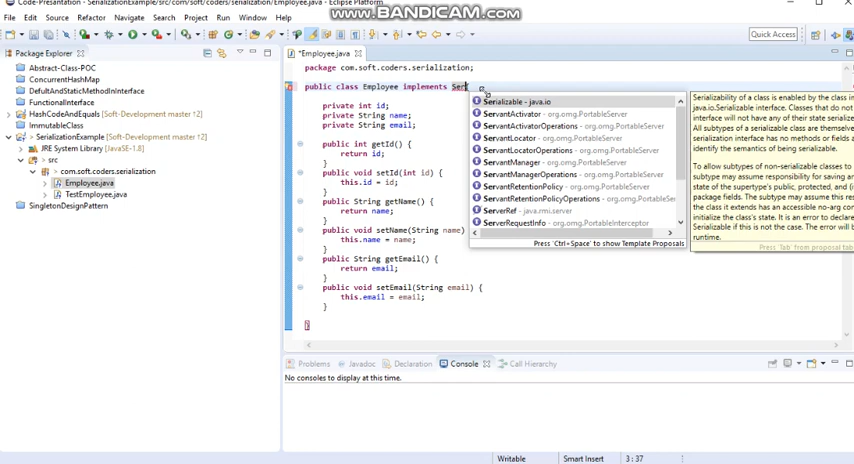 Code-Presentation - SerializationExample/src/com/soft/coders/serialization/Employee.java - Eclipse Platform
www.BANDICAM.com
File Edit Source Refactor Navigate Search Project Run Window Help
Quick Access
Package Explorer
Abstract-Class-POC
ConcurrentHashMap
DefultAndStaticMethodInInterface
FunctionalInterface
HashCodeAndEquals [Soft-Development master ↑2]
ImmutableClass
> SerializationExample [Soft-Development master ↑2]
JRE System Library [JavaSE-1.8]
> src
> com.soft.coders.serialization
Employee.java
TestEmployee.java
SingletonDesignPattern
*Employee.java
package com.soft.coders.serialization;
public class Employee implements Ser
private int id;
private String name;
private String email;
public int getId() {
return id;
}
public void setId(int id) {
this.id = id;
}
public String getName() {
return name;
}
public void setName(String name)
this.name = name;
}
public String getEmail() {
return email;
}
public void setEmail(String email) {
this.email = email;
}
}
Serializable - java.io
ServantActivator - org.omg.PortableServer
ServantActivatorOperations - org.omg.PortableServer
ServantLocator - org.omg.PortableServer
ServantLocatorOperations - org.omg.PortableServer
ServantManager - org.omg.PortableServer
ServantManagerOperations - org.omg.PortableServer
ServantRetentionPolicy - org.omg.PortableServer
ServantRetentionPolicyOperations - org.omg.PortableServer
ServerRef - java.rmi.server
ServerRequestInfo - org.omg.PortableInterceptor
Press 'Ctrl+Space' to show Template Proposals
Serializability of a class is enabled by the class im
java.io.Serializable interface. Classes that do not
interface will not have any of their state serialize
All subtypes of a serializable class are themselve
serialization interface has no methods or fields a
identify the semantics of being serializable.
To allow subtypes of non-serializable classes to
subtype may assume responsibility for saving an
state of the supertype's public, protected, and (i
package fields. The subtype may assume this res
the class it extends has an accessible no-arg con
initialize the class's state. It is an error to declare
Serializable if this is not the case. The error will b
runtime.
Press 'Tab' from proposal tab
Problems Javadoc Declaration Console Call Hierarchy
No consoles to display at this time.
Writable Smart Insert 3 : 37